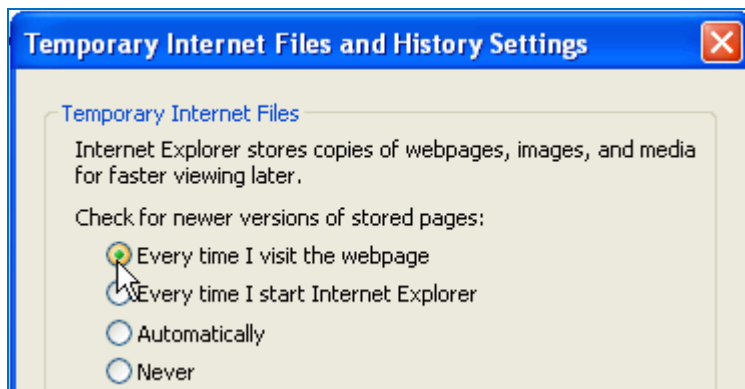 Temporary Internet Files and History Settings
Temporary Internet Files
Internet Explorer stores copies of webpages, images, and media
for faster viewing later.
Check for newer versions of stored pages:
Every time I visit the webpage
Every time I start Internet Explorer
Automatically
Never